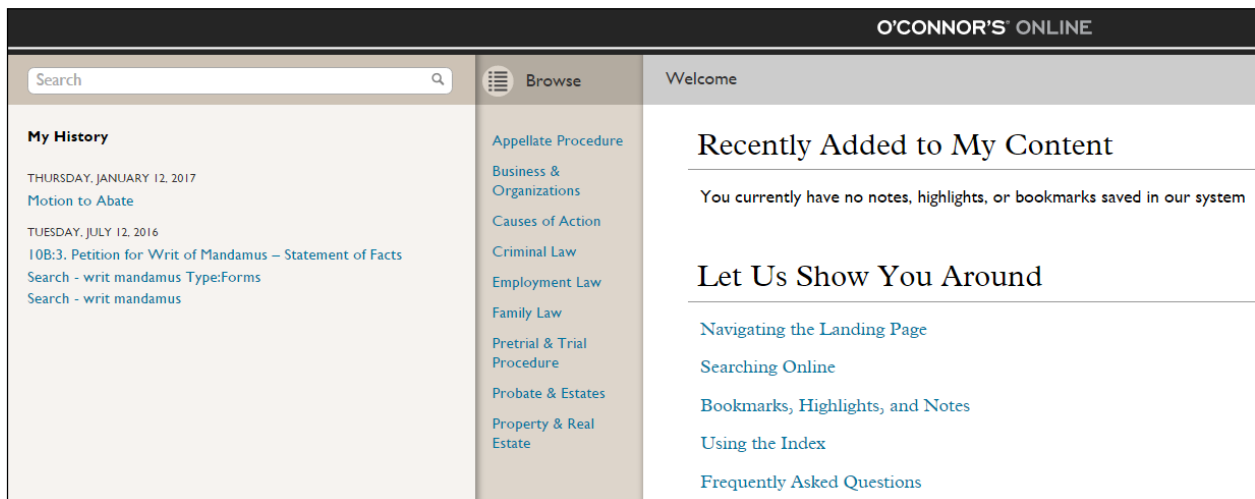 O'CONNOR'S® ONLINE
Search
My History
THURSDAY, JANUARY 12, 2017
Motion to Abate
TUESDAY, JULY 12, 2016
10B:3. Petition for Writ of Mandamus – Statement of Facts
Search - writ mandamus Type:Forms
Search - writ mandamus
Browse
Appellate Procedure
Business &
Organizations
Causes of Action
Criminal Law
Employment Law
Family Law
Pretrial & Trial
Procedure
Probate & Estates
Property & Real
Estate
Welcome
Recently Added to My Content
You currently have no notes, highlights, or bookmarks saved in our system
Let Us Show You Around
Navigating the Landing Page
Searching Online
Bookmarks, Highlights, and Notes
Using the Index
Frequently Asked Questions